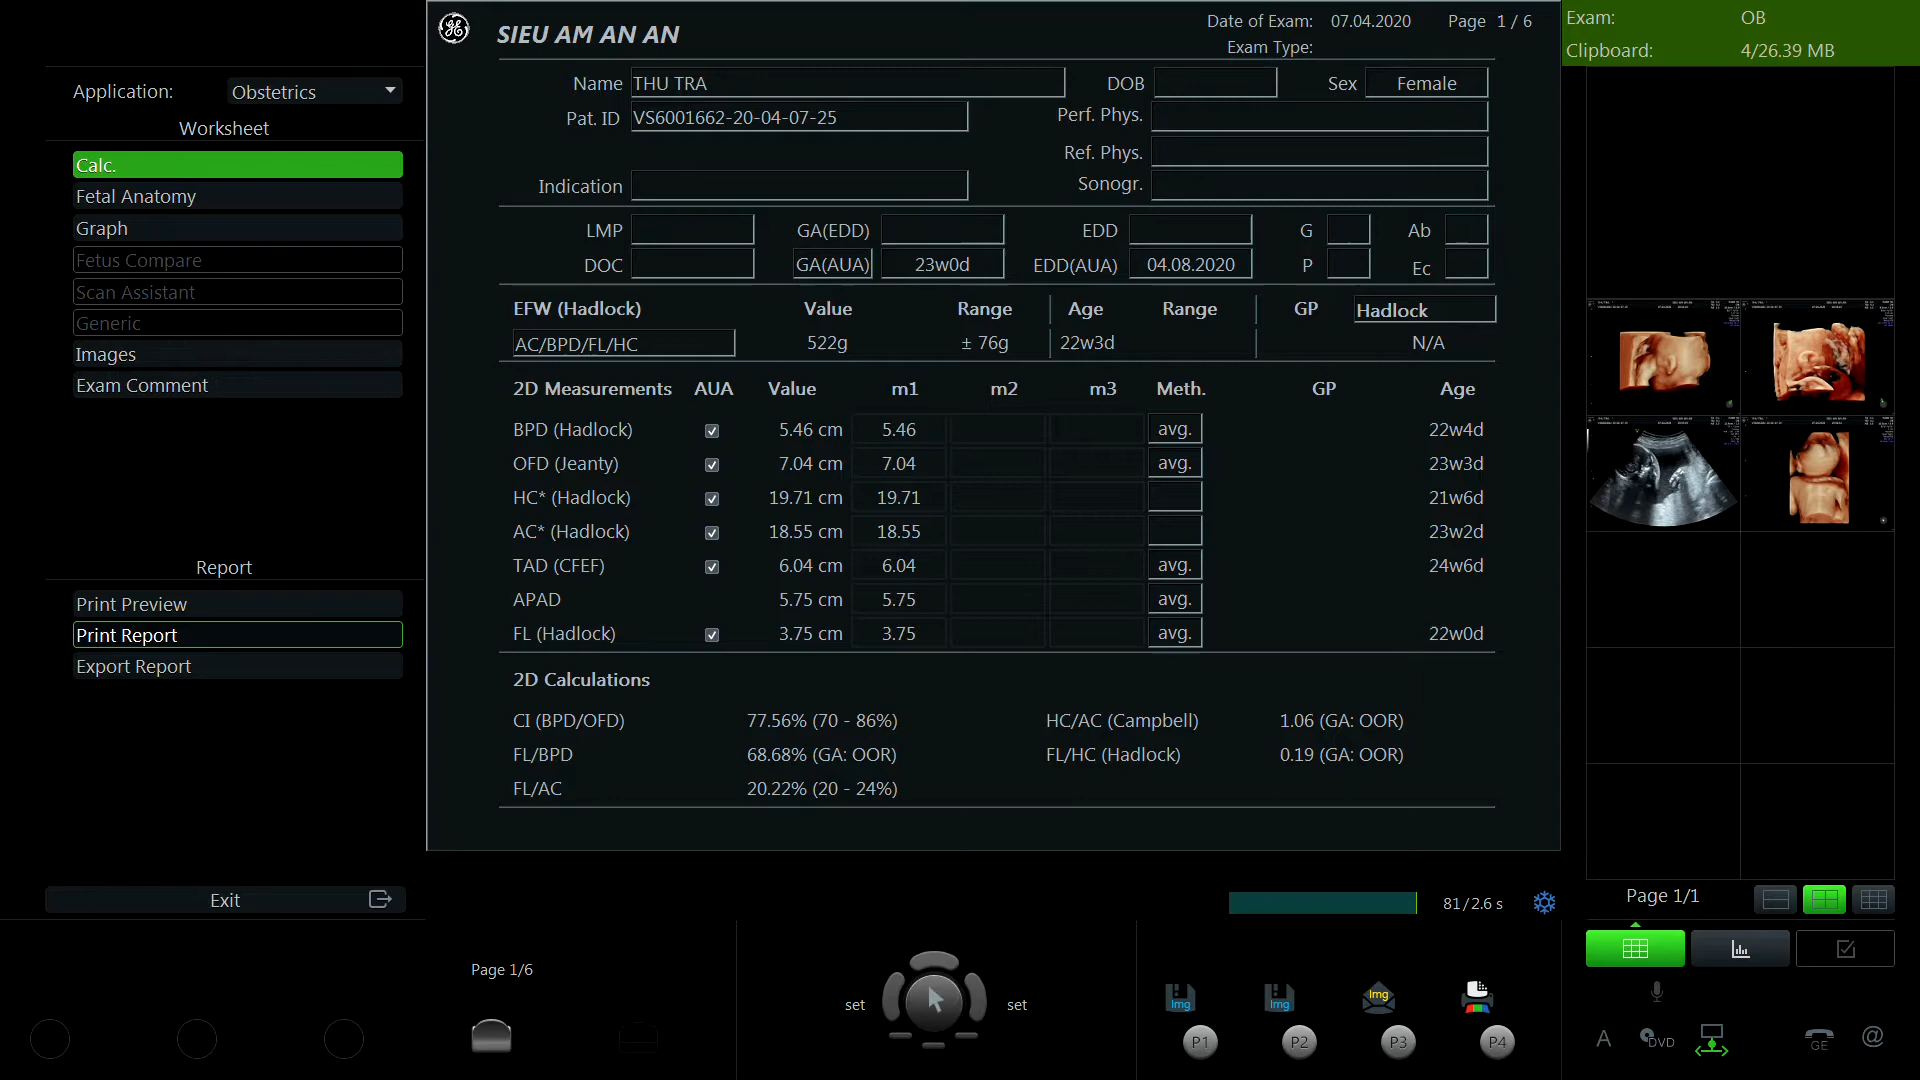 SIEU AM AN AN
Date of Exam: 07.04.2020 Page 1 / 6
Exam Type:
Name THU TRA DOB Sex Female
Pat. ID VS6001662-20-04-07-25 Perf. Phys.
Ref. Phys.
Indication Sonogr.
LMP GA(EDD) EDD G Ab
DOC GA(AUA) 23w0d EDD(AUA) 04.08.2020 P Ec
EFW (Hadlock) Value Range Age Range GP Hadlock
AC/BPD/FL/HC 522g ± 76g 22w3d N/A
2D Measurements AUA Value m1 m2 m3 Meth. GP Age
BPD (Hadlock) 5.46 cm 5.46 avg. 22w4d
OFD (Jeanty) 7.04 cm 7.04 avg. 23w3d
HC* (Hadlock) 19.71 cm 19.71 21w6d
AC* (Hadlock) 18.55 cm 18.55 23w2d
TAD (CFEF) 6.04 cm 6.04 avg. 24w6d
APAD 5.75 cm 5.75 avg.
FL (Hadlock) 3.75 cm 3.75 avg. 22w0d
2D Calculations
CI (BPD/OFD) 77.56% (70 - 86%) HC/AC (Campbell) 1.06 (GA: OOR)
FL/BPD 68.68% (GA: OOR) FL/HC (Hadlock) 0.19 (GA: OOR)
FL/AC 20.22% (20 - 24%)
Application: Obstetrics
Worksheet
Calc.
Fetal Anatomy
Graph
Fetus Compare
Scan Assistant
Generic
Images
Exam Comment
Report
Print Preview
Print Report
Export Report
Exit
Exam: OB
Clipboard: 4/26.39 MB
Page 1/1
81/2.6 s
Page 1/6
set set
Img Img Img
P1 P2 P3 P4
A DVD GE @